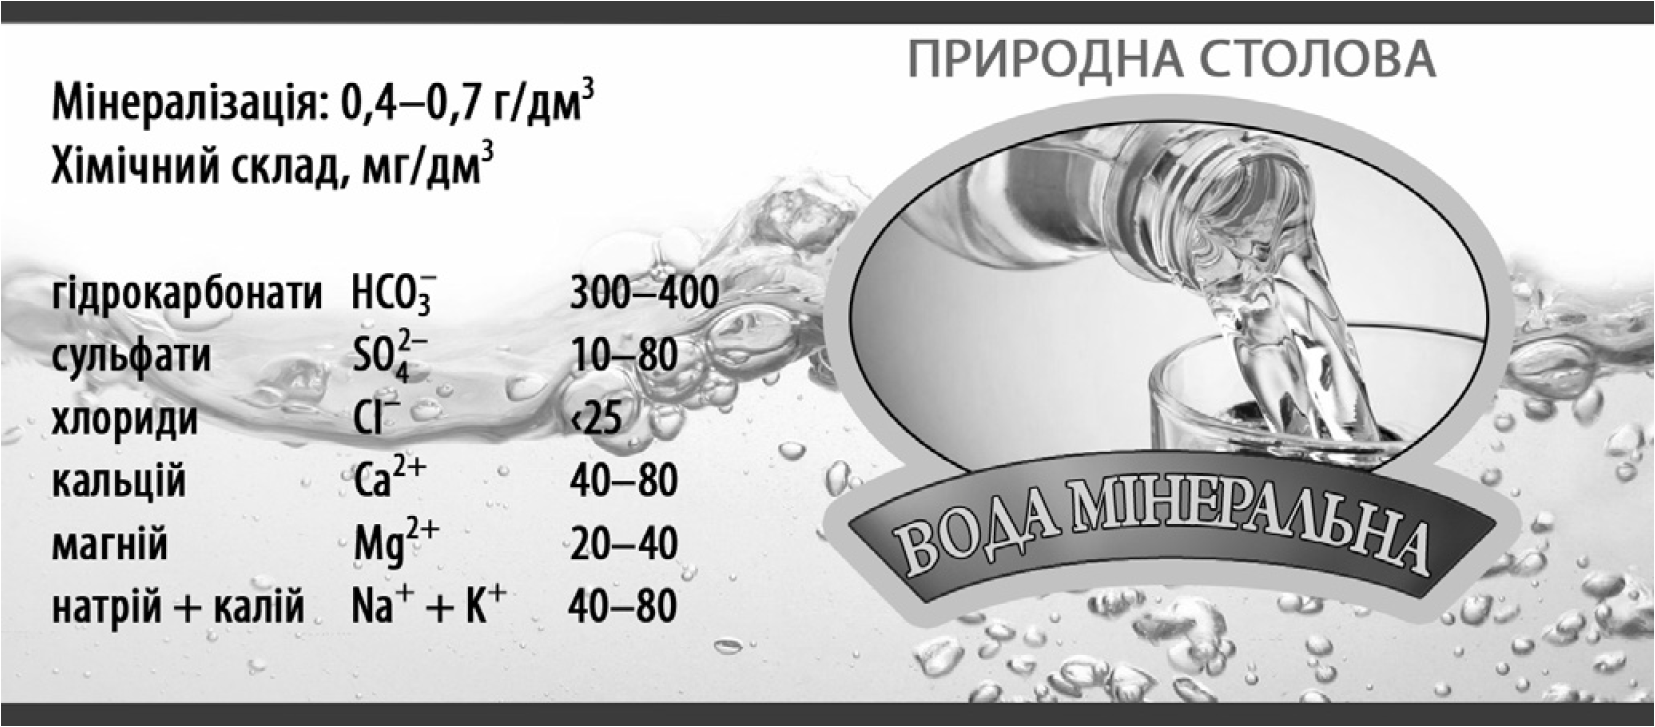 Мінералізація: 0,4–0,7 г/дм³
Хімічний склад, мг/дм³
гідрокарбонати HCO₃⁻ 300–400
сульфати SO₄²⁻ 10–80
хлориди Cl⁻ <25
кальцій Ca²⁺ 40–80
магній Mg²⁺ 20–40
натрій + калій Na⁺ + K⁺ 40–80
ПРИРОДНА СТОЛОВА
ВОДА МІНЕРАЛЬНА